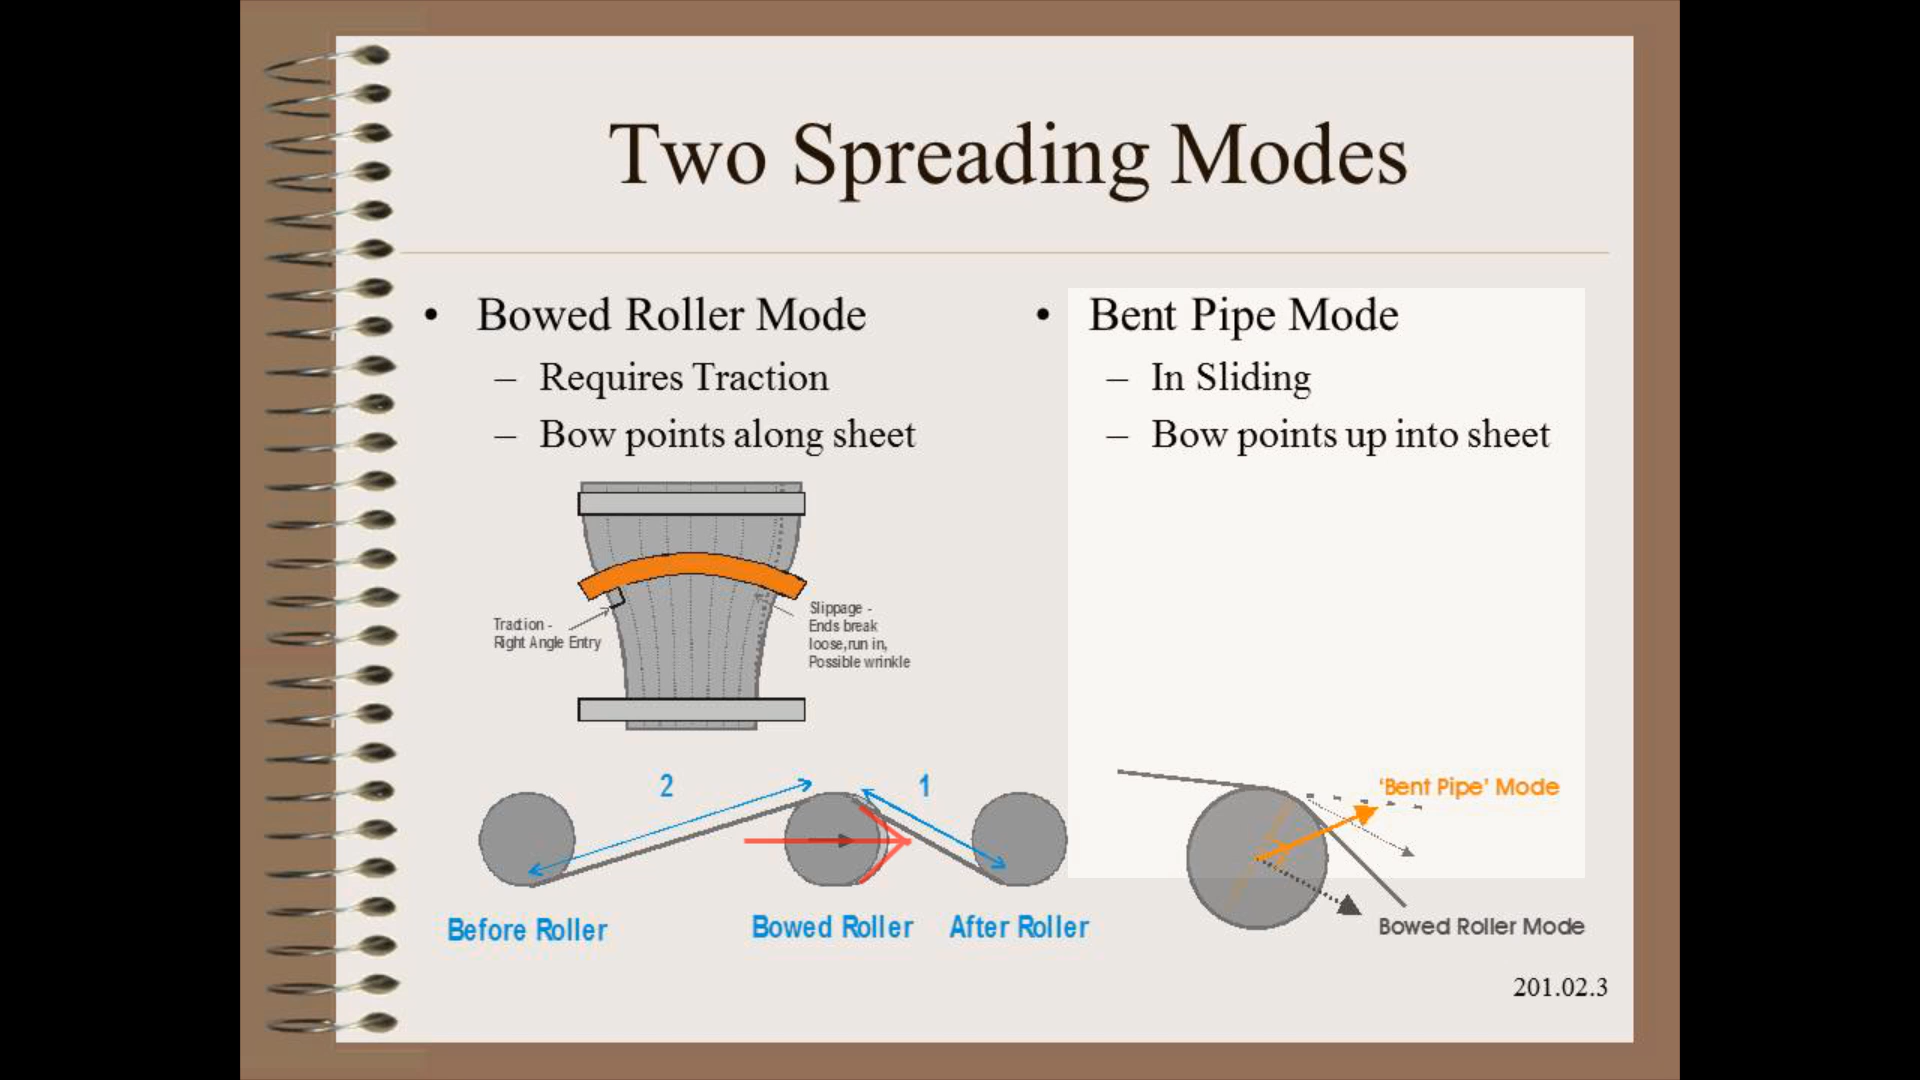 Two Spreading Modes
• Bowed Roller Mode
– Requires Traction
– Bow points along sheet
Traction -
Right Angle Entry
Slippage -
Ends break
loose,run in,
Possible wrinkle
2
1
Before Roller
Bowed Roller
After Roller
• Bent Pipe Mode
– In Sliding
– Bow points up into sheet
'Bent Pipe' Mode
Bowed Roller Mode
201.02.3